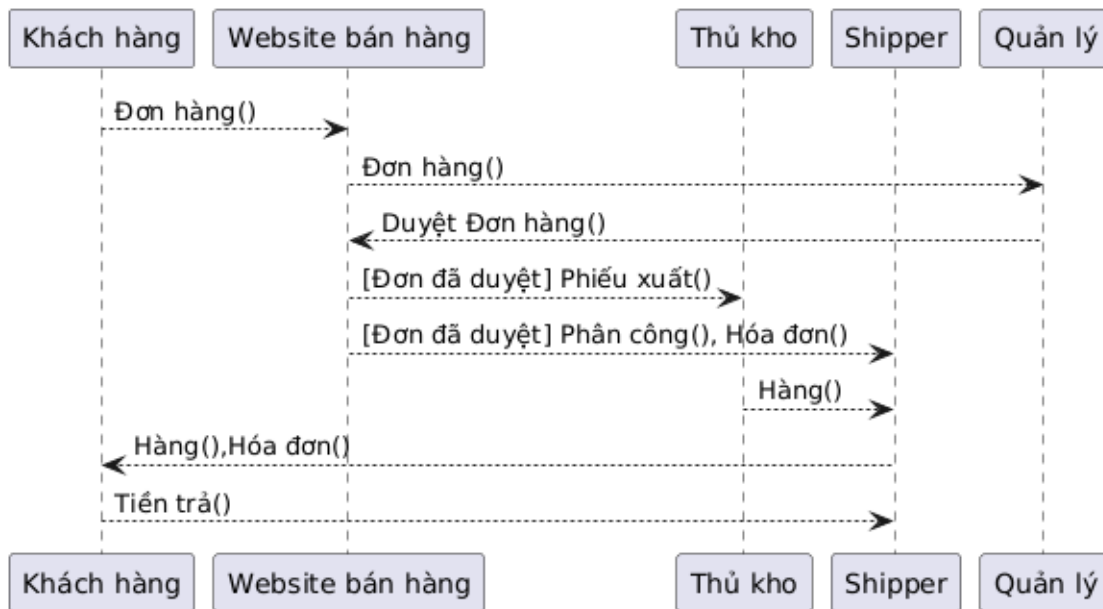 Khách hàng Website bán hàng Thủ kho Shipper Quản lý
Đơn hàng()
Đơn hàng()
Duyệt Đơn hàng()
[Đơn đã duyệt] Phiếu xuất()
[Đơn đã duyệt] Phân công(), Hóa đơn()
Hàng()
Hàng(),Hóa đơn()
Tiền trả()
Khách hàng Website bán hàng Thủ kho Shipper Quản lý